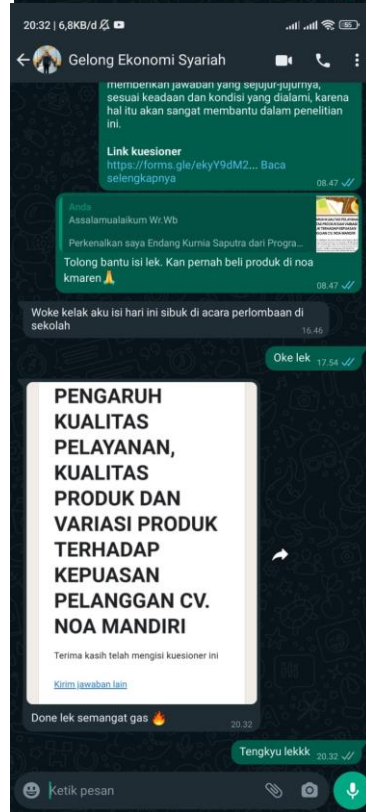 20:32 | 6,8KB/d
Gelong Ekonomi Syariah
memberikan jawaban yang sejujur-jujurnya,
sesuai keadaan dan kondisi yang dialami, karena
hal itu akan sangat membantu dalam penelitian
ini.
Link kuesioner
https://forms.gle/ekyY9dM2... Baca
selengkapnya
08.47
Anda
Assalamualaikum Wr.Wb
Perkenalkan saya Endang Kurnia Saputra dari Progra...
Tolong bantu isi lek. Kan pernah beli produk di noa
kmaren🙏
08.47
Woke kelak aku isi hari ini sibuk di acara perlombaan di
sekolah
16.46
Oke lek 17.54
PENGARUH
KUALITAS
PELAYANAN,
KUALITAS
PRODUK DAN
VARIASI PRODUK
TERHADAP
KEPUASAN
PELANGGAN CV.
NOA MANDIRI
Terima kasih telah mengisi kuesioner ini
Kirim jawaban lain
Done lek semangat gas 🔥
20.32
Tengkyu lekkk 20.32
Ketik pesan